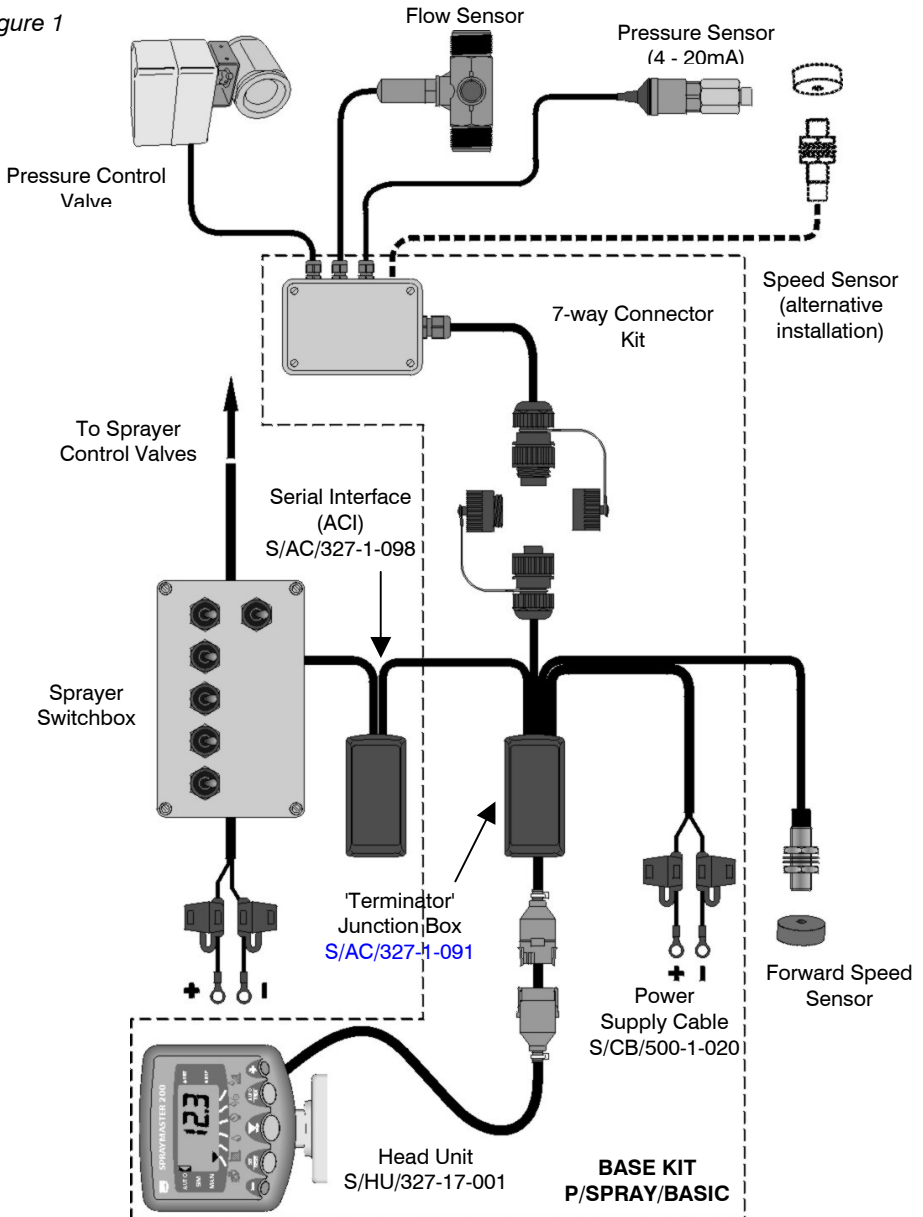 gure 1
Flow Sensor
Pressure Sensor
(4 - 20mA)
Pressure Control
Valve
Speed Sensor
(alternative
installation)
7-way Connector
Kit
To Sprayer
Control Valves
Serial Interface
(ACI)
S/AC/327-1-098
Sprayer
Switchbox
'Terminator'
Junction Box
S/AC/327-1-091
+ -
+ -
Power
Supply Cable
S/CB/500-1-020
Forward Speed
Sensor
SPRAYMASTER 200
12.3
AUTO
MAN
Head Unit
S/HU/327-17-001
BASE KIT
P/SPRAY/BASIC